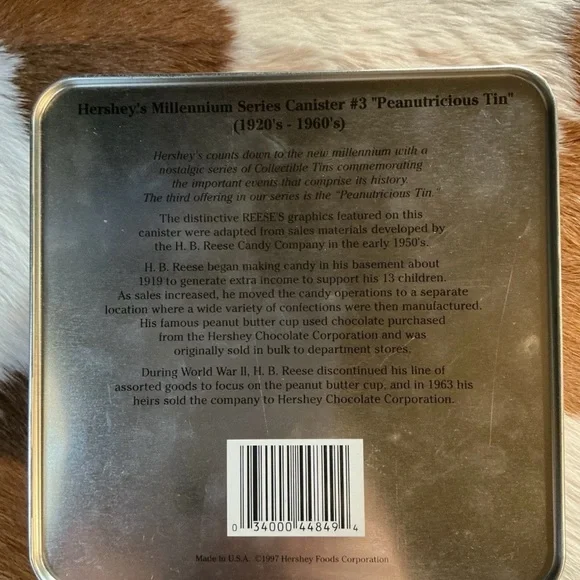 Hershey's Millennium Series Canister #3 "Peanutricious Tin"
(1920's - 1960's)
Hershey's counts down to the new millennium with a
nostalgic series of Collectible Tins commemorating
the important events that comprise its history.
The third offering in our series is the "Peanutricious Tin.
The distinctive REESE'S graphics featured on this
canister were adapted from sales materials developed by
the H. B. Reese Candy Company in the early 1950's.
H. B. Reese began making candy in his basement about
1919 to generate extra income to support his 13 children.
As sales increased, he moved the candy operations to a separate
location where a wide variety of confections were then manufactured.
His famous peanut butter cup used chocolate purchased
from the Hershey Chocolate Corporation and was
originally sold in bulk to department stores.
During World War II, H. B. Reese discontinued his line of
assorted goods to focus on the peanut butter cup, and in 1963 his
heirs sold the company to Hershey Chocolate Corporation.
0 34000 44849 4
Made in U.S.A. ©1997 Hershey Foods Corporation